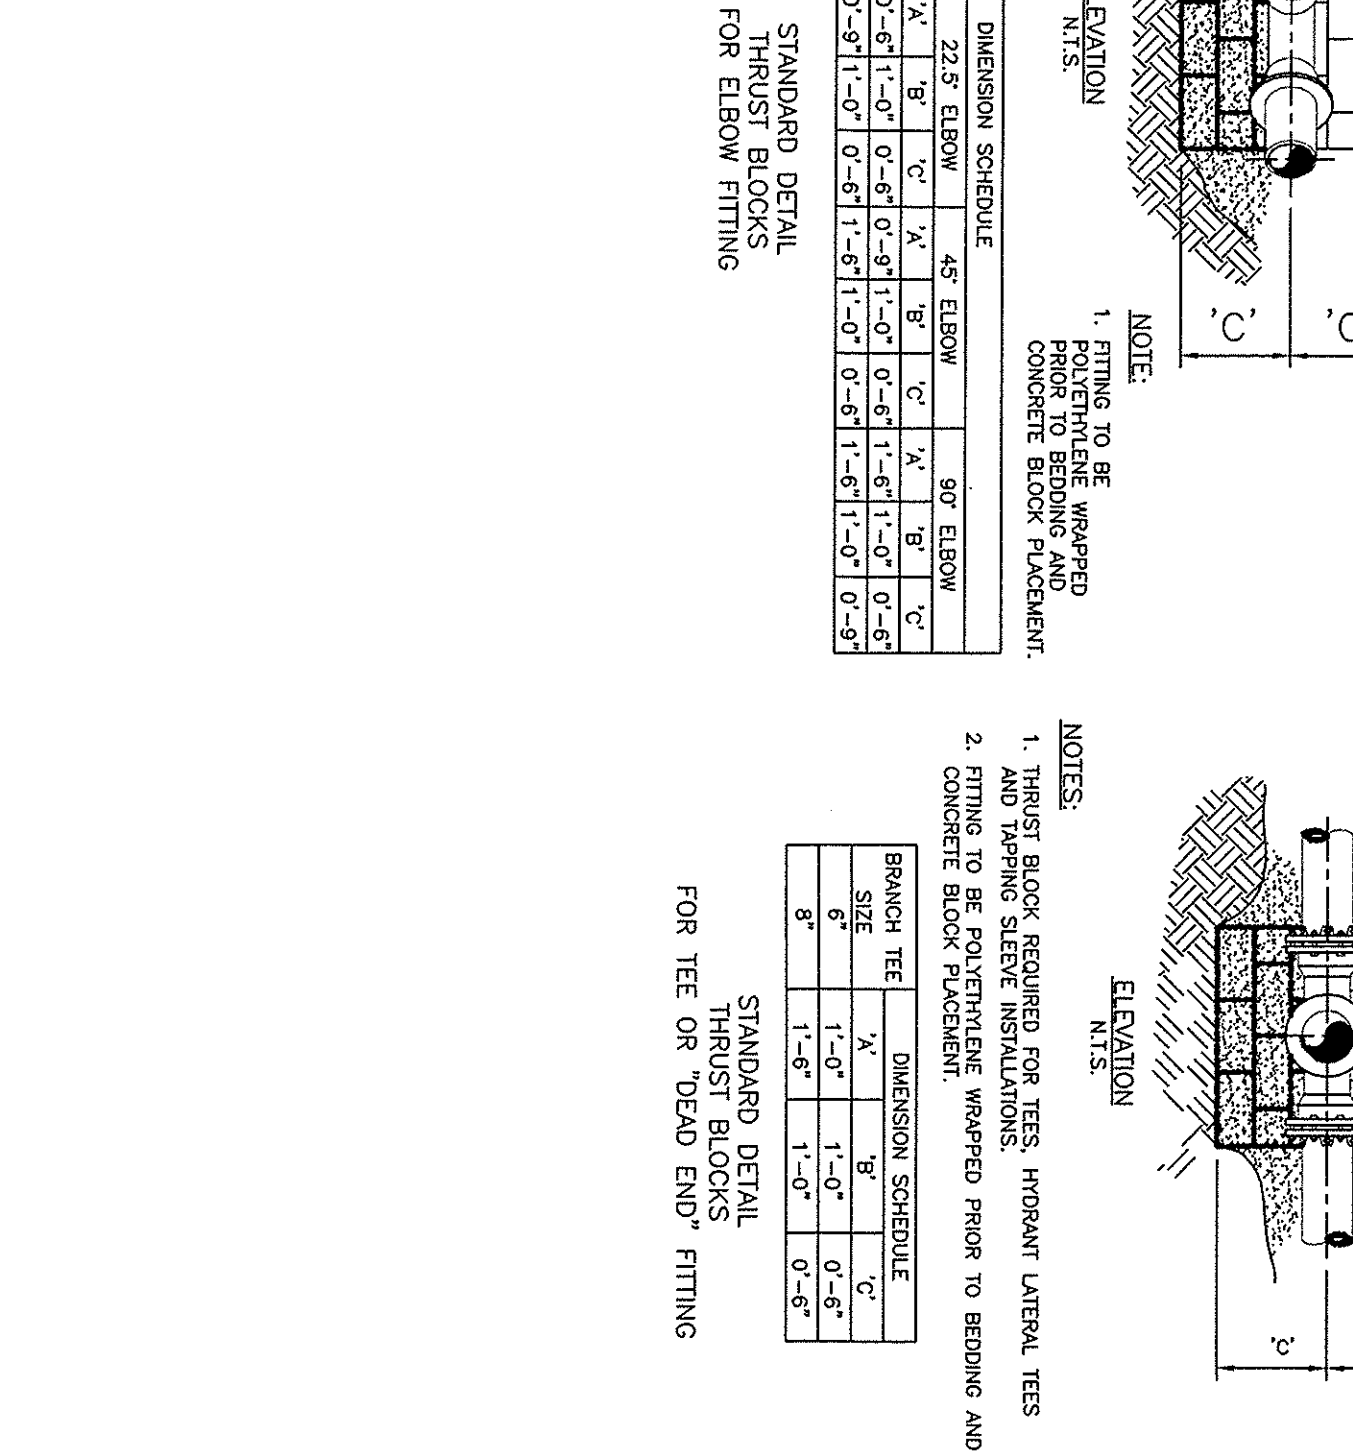 ELEVATION
N.T.S.
'C'
NOTE:
1. FITTING TO BE
POLYETHYLENE WRAPPED
PRIOR TO BEDDING AND
CONCRETE BLOCK PLACEMENT.
DIMENSION SCHEDULE
22.5° ELBOW 45° ELBOW 90° ELBOW
'A' 'B' 'C' 'A' 'B' 'C' 'A' 'B' 'C'
0'-6" 1'-0" 0'-6" 0'-9" 1'-0" 0'-6" 1'-6" 1'-0" 0'-6"
0'-9" 1'-0" 0'-6" 1'-6" 1'-0" 0'-6" 1'-6" 1'-0" 0'-9"
STANDARD DETAIL
THRUST BLOCKS
FOR ELBOW FITTING
'C'
ELEVATION
N.T.S.
NOTES:
1. THRUST BLOCK REQUIRED FOR TEES, HYDRANT LATERAL TEES
AND TAPPING SLEEVE INSTALLATIONS.
2. FITTING TO BE POLYETHYLENE WRAPPED PRIOR TO BEDDING AND
CONCRETE BLOCK PLACEMENT.
BRANCH TEE SIZE DIMENSION SCHEDULE
'A' 'B' 'C'
6" 1'-0" 1'-0" 0'-6"
8" 1'-6" 1'-0" 0'-6"
STANDARD DETAIL
THRUST BLOCKS
FOR TEE OR "DEAD END" FITTING